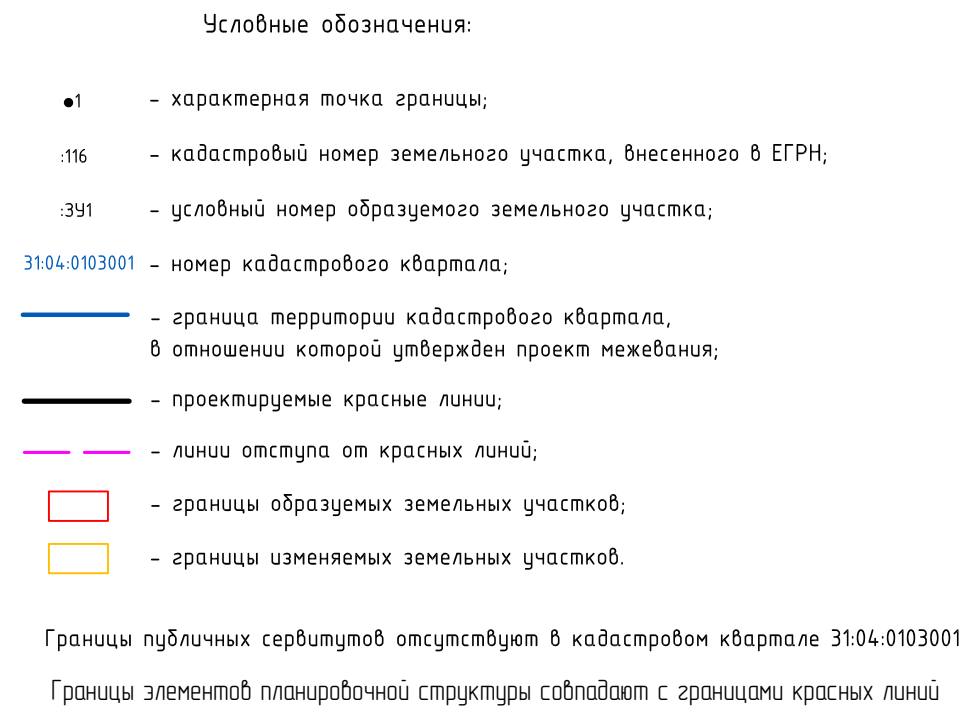 Условные обозначения:
1 - характерная точка границы;
:116 - кадастровый номер земельного участка, внесенного в ЕГРН;
:ЗУ1 - условный номер образуемого земельного участка;
31:04:0103001 - номер кадастрового квартала;
- граница территории кадастрового квартала,
в отношении которой утвержден проект межевания;
- проектируемые красные линии;
- линии отступа от красных линий;
- границы образуемых земельных участков;
- границы изменяемых земельных участков.
Границы публичных сервитутов отсутствуют в кадастровом квартале 31:04:0103001
Границы элементов планировочной структуры совпадают с границами красных линий